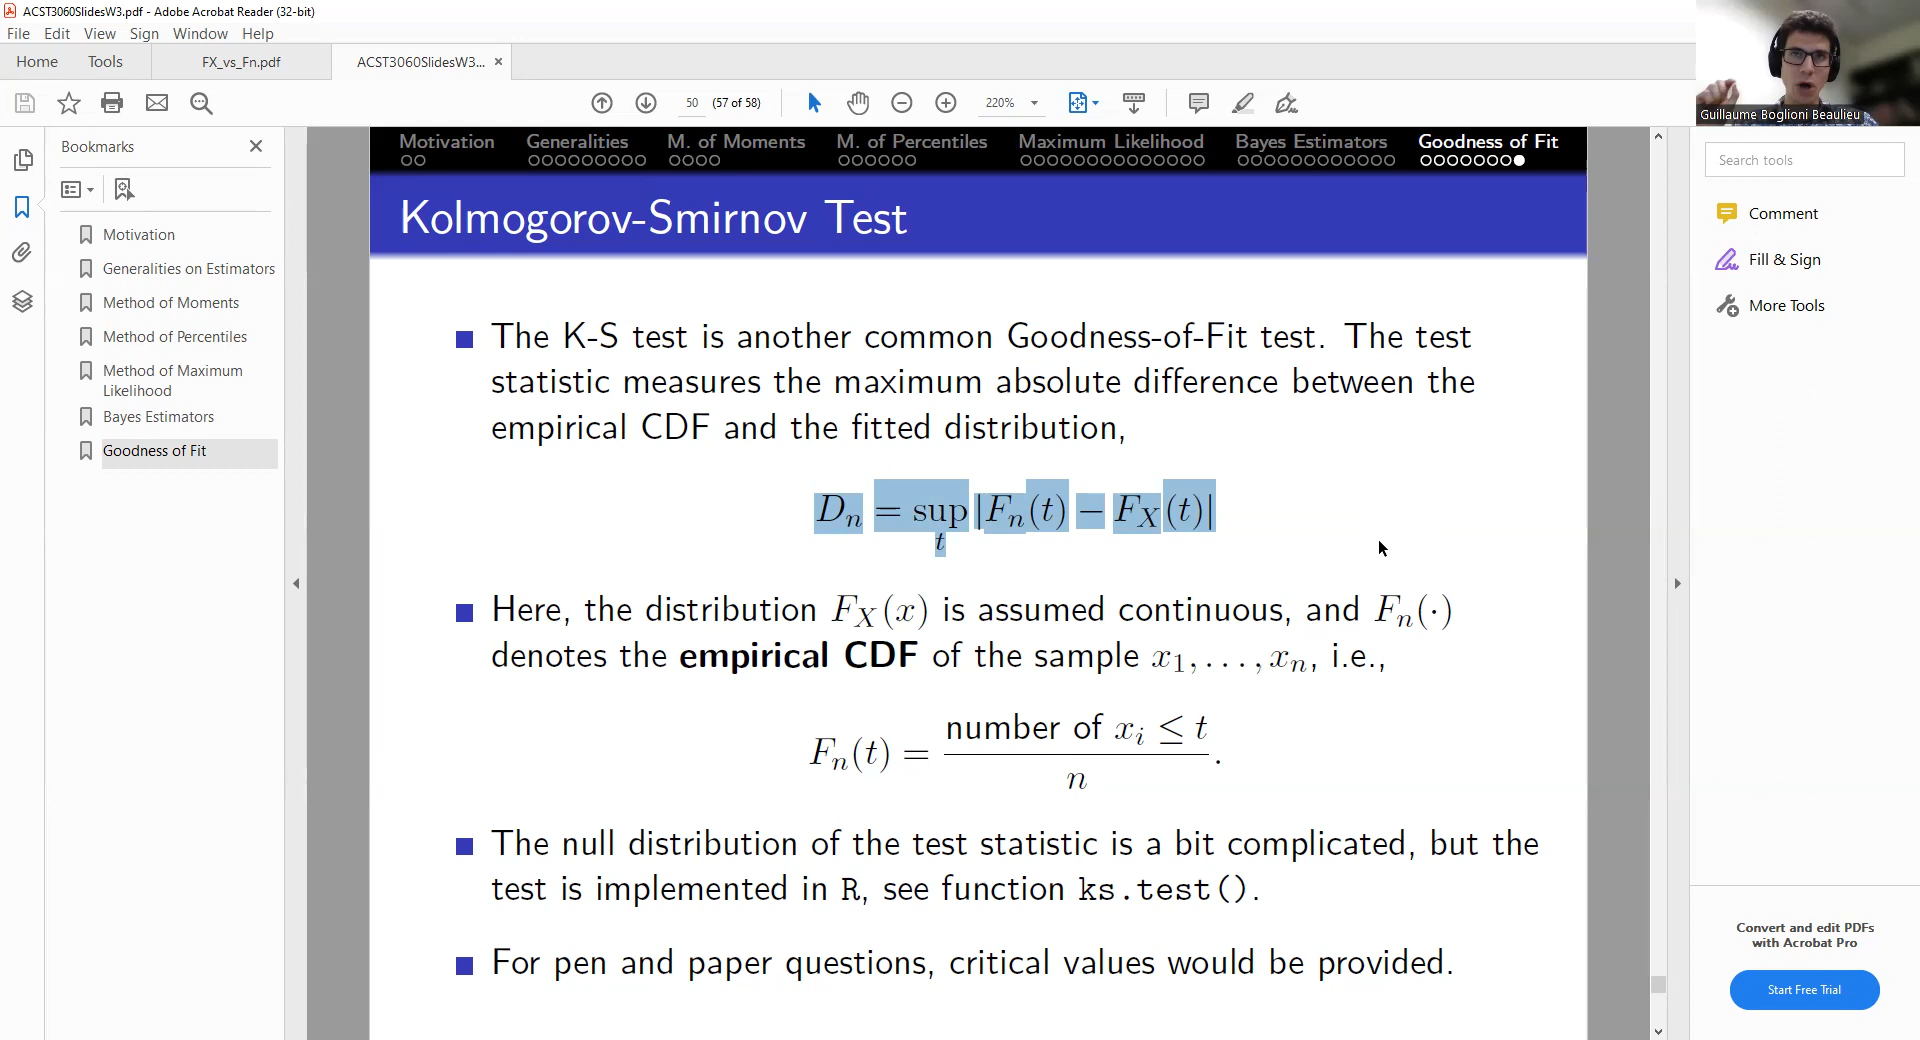 ACST3060SlidesW3.pdf - Adobe Acrobat Reader (32-bit)
File Edit View Sign Window Help
Home Tools FX_vs_Fn.pdf ACST3060SlidesW3... ×
50 (57 of 58) 220%
Guillaume Boglioni Beaulieu
Bookmarks
Motivation
Generalities on Estimators
Method of Moments
Method of Percentiles
Method of Maximum
Likelihood
Bayes Estimators
Goodness of Fit
Motivation Generalities M. of Moments M. of Percentiles Maximum Likelihood Bayes Estimators Goodness of Fit
Kolmogorov-Smirnov Test
The K-S test is another common Goodness-of-Fit test. The test
statistic measures the maximum absolute difference between the
empirical CDF and the fitted distribution,
Dₙ = sup |Fₙ(t) − F_X(t)|
t
Here, the distribution F_X(x) is assumed continuous, and Fₙ(·)
denotes the empirical CDF of the sample x₁, . . . , xₙ, i.e.,
number of xᵢ ≤ t
Fₙ(t) = .
n
The null distribution of the test statistic is a bit complicated, but the
test is implemented in R, see function ks.test().
For pen and paper questions, critical values would be provided.
Search tools
Comment
Fill & Sign
More Tools
Convert and edit PDFs
with Acrobat Pro
Start Free Trial